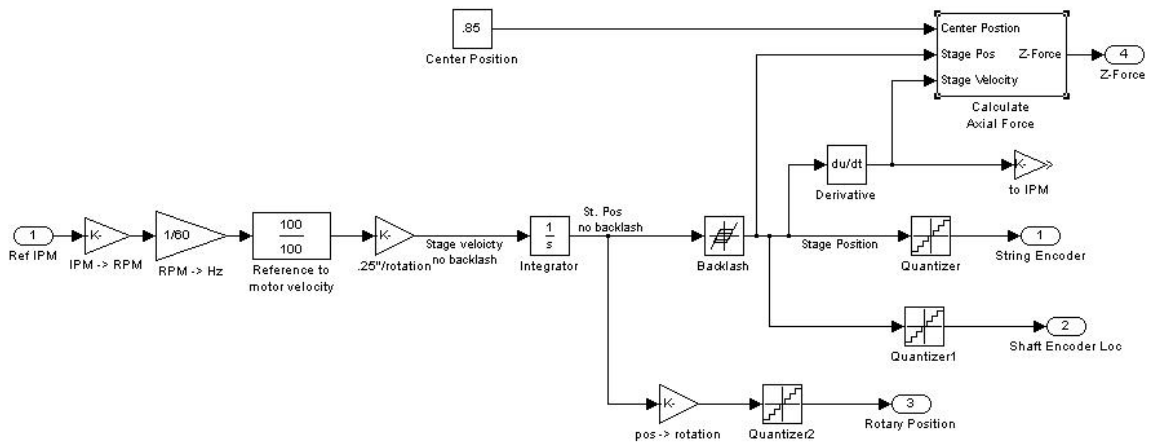 .85
Center Position
Center Postion
Stage Pos
Z-Force
Stage Velocity
Calculate
Axial Force
4
Z-Force
du/dt
Derivative
K-
to IPM
1
Ref IPM
K-
IPM -> RPM
1/60
RPM -> Hz
100
100
Reference to
motor velocity
K-
.25"/rotation
Stage veloicty
no backlash
1
s
Integrator
St. Pos
no backlash
Backlash
Stage Position
Quantizer
1
String Encoder
Quantizer1
2
Shaft Encoder Loc
K-
pos -> rotation
Quantizer2
3
Rotary Position